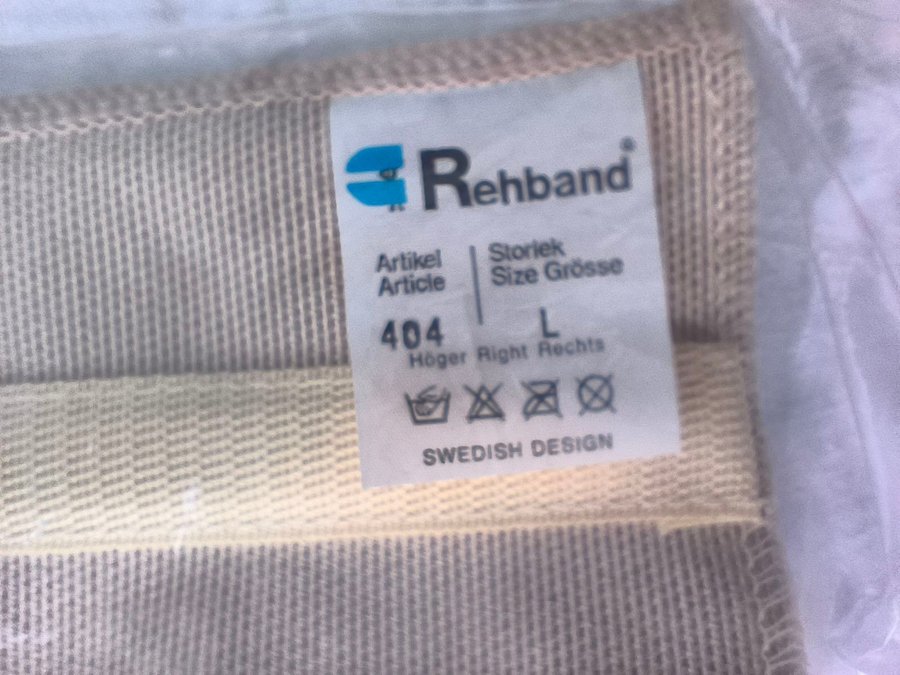 Rehband®
Artikel
Article
Storlek
Size Grösse
404
L
Höger Right Rechts
SWEDISH DESIGN